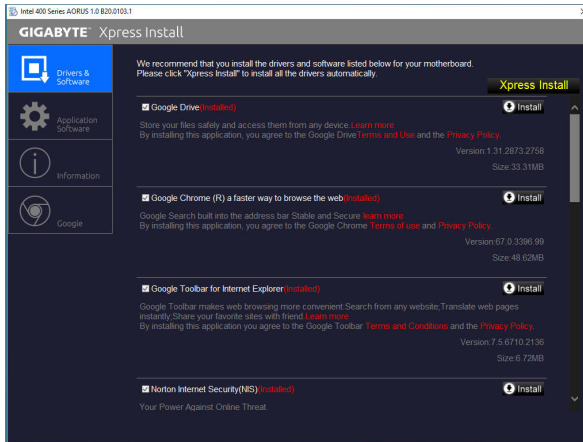 Intel 400 Series AORUS 1.0 B20.0103.1
GIGABYTE™ Xpress Install
We recommend that you install the drivers and software listed below for your motherboard.
Please click "Xpress Install" to install all the drivers automatically.
Xpress Install
Drivers &
Software
Application
Software
Information
Google
Google Drive(Installed)
Install
Store your files safely and access them from any device.Learn more
By installing this application, you agree to the Google DriveTerms and Use and the Privacy Policy.
Version:1.31.2873.2758
Size:33.31MB
Google Chrome (R) a faster way to browse the web(Installed)
Install
Google Search built into the address bar Stable and Secure learn more
By installing this application, you agree to the Google Chrome Terms of use and Privacy Policy.
Version:67.0.3396.99
Size:48.62MB
Google Toolbar for Internet Explorer(Installed)
Install
Google Toolbar makes web browsing more convenient:Search from any website;Translate web pages
instantly;Share your favorite sites with friend.Learn more
By installing this application you agree to the Google Toolbar Terms and Conditions and the Privacy Policy.
Version:7.5.6710.2136
Size:6.72MB
Norton Internet Security(NIS)(Installed)
Install
Your Power Against Online Threat